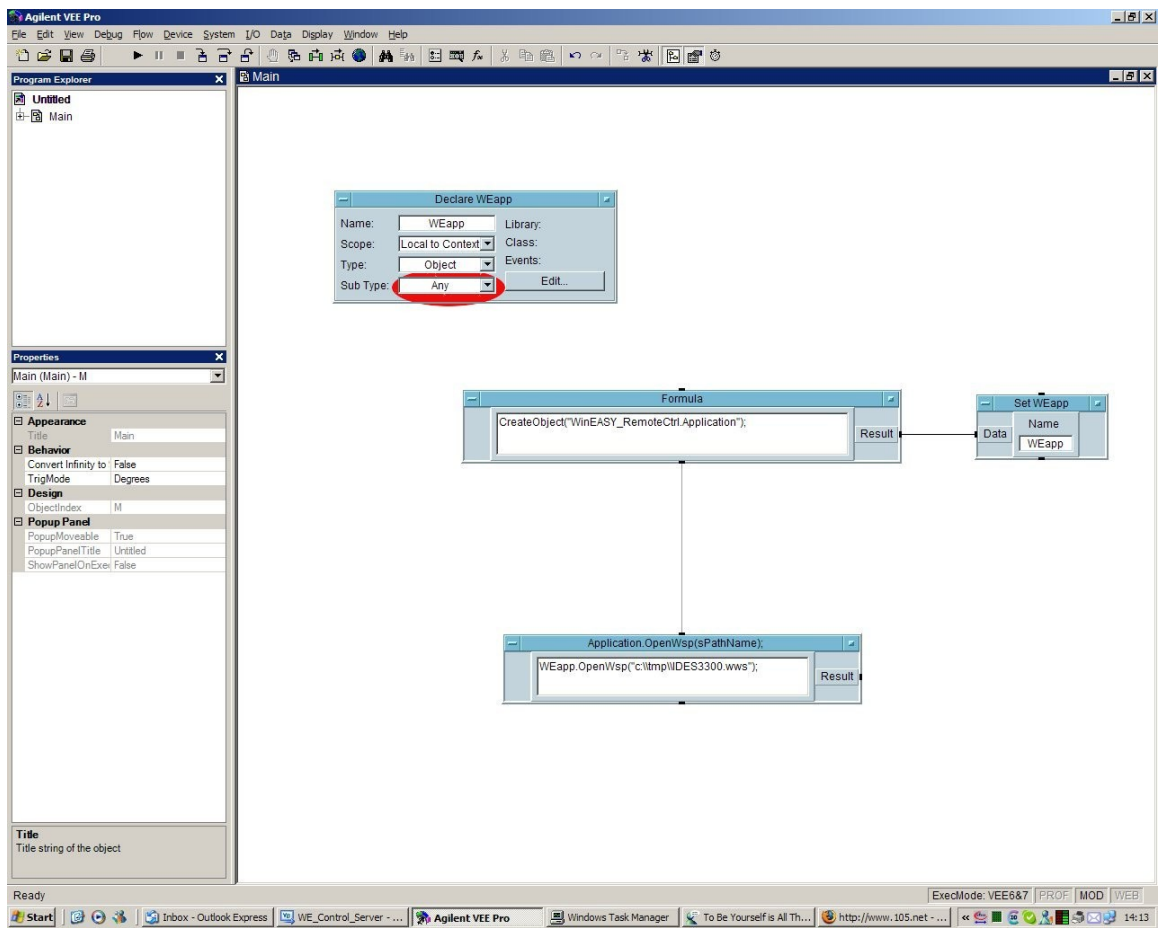 Agilent VEE Pro
File Edit View Debug Flow Device System I/O Data Display Window Help
Program Explorer
Untitled
Main
Main
Declare WEapp
Name: WEapp Library:
Scope: Local to Context Class:
Type: Object Events:
Sub Type: Any Edit...
Properties
Main (Main) - M
Appearance
Title Main
Behavior
Convert Infinity to False
TrigMode Degrees
Design
ObjectIndex M
Popup Panel
PopupMoveable True
PopupPanelTitle Untitled
ShowPanelOnExe False
Formula
CreateObject("WinEASY_RemoteCtrl.Application");
Result
Set WEapp
Name
Data
WEapp
Application.OpenWsp(sPathName);
WEapp.OpenWsp("c:\\tmp\\IDES3300.wws");
Result
Title
Title string of the object
Ready
ExecMode: VEE6&7 PROF MOD WEB
Start Inbox - Outlook Express WE_Control_Server - ... Agilent VEE Pro Windows Task Manager To Be Yourself is All Th... http://www.105.net - ... 14:13